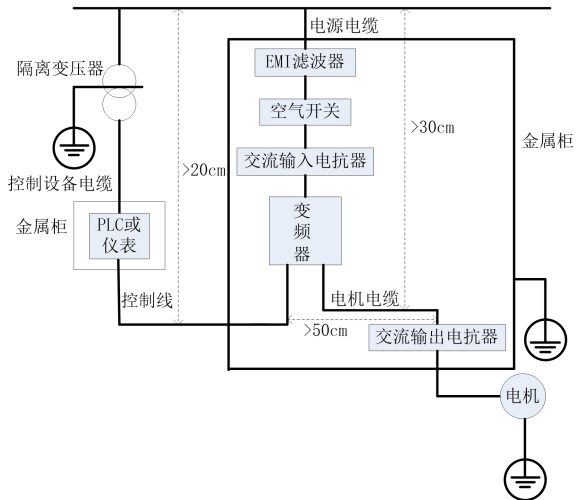 电源电缆
隔离变压器
EMI滤波器
空气开关
>30cm
金属柜
交流输入电抗器
>20cm
控制设备电缆
金属柜
PLC或
仪表
变
频
器
控制线
电机电缆
>50cm
交流输出电抗器
电机